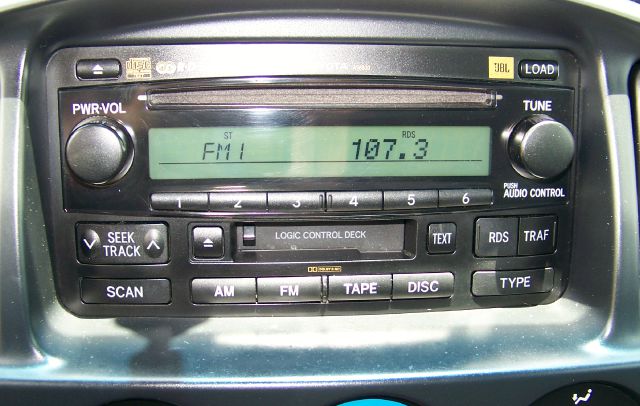 JBL LOAD
PWR·VOL TUNE
ST RDS
FM1 107.3
1 2 3 4 5 6
PUSH
AUDIO CONTROL
SEEK
TRACK
LOGIC CONTROL DECK
TEXT RDS TRAF
SCAN AM FM TAPE DISC TYPE